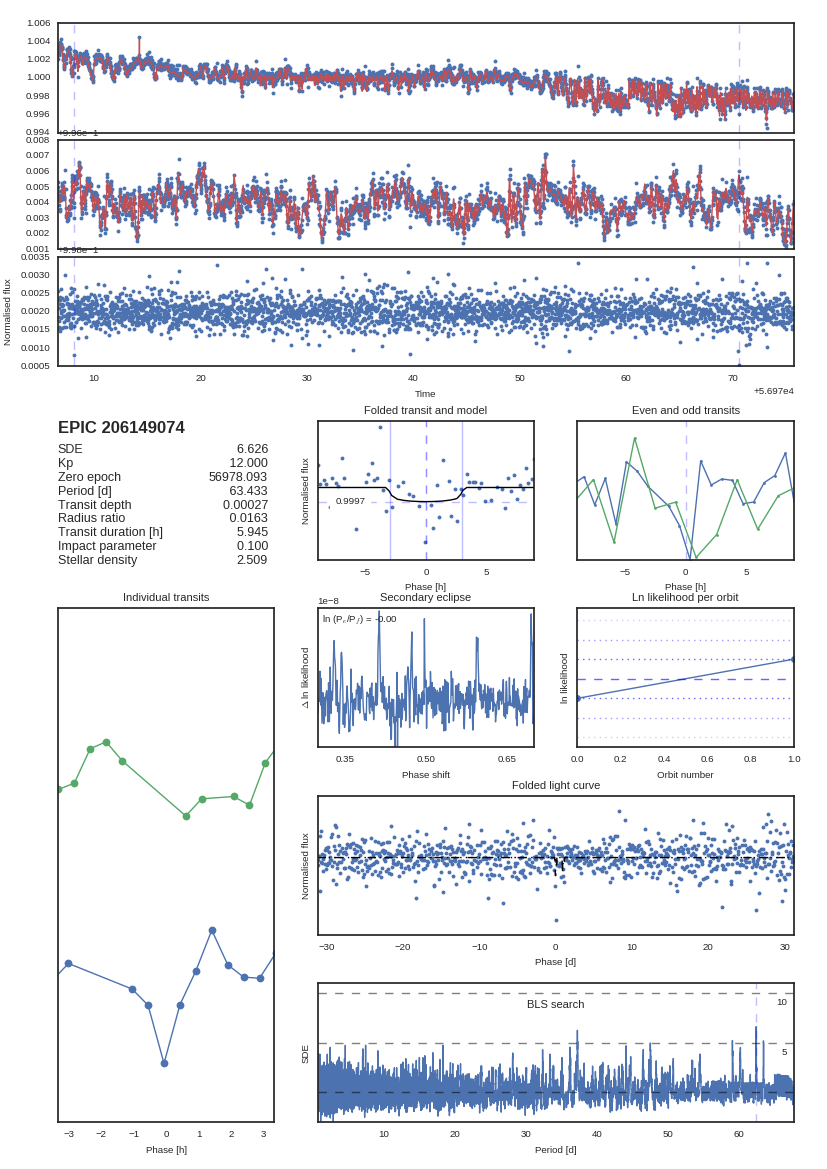 1.006
1.004
1.002
1.000
0.998
0.996
0.994
+9.96e−1
0.008
0.007
0.006
0.005
0.004
0.003
0.002
0.001
+9.98e−1
0.0035
0.0030
0.0025
0.0020
0.0015
0.0010
0.0005
Normalised flux
10 20 30 40 50 60 70
Time
+5.697e4
EPIC 206149074
SDE 6.626
Kp 12.000
Zero epoch 56978.093
Period [d] 63.433
Transit depth 0.00027
Radius ratio 0.0163
Transit duration [h] 5.945
Impact parameter 0.100
Stellar density 2.509
Folded transit and model
Normalised flux
0.9997
−5 0 5
Phase [h]
Even and odd transits
−5 0 5
Phase [h]
Individual transits
−3 −2 −1 0 1 2 3
Phase [h]
Secondary eclipse
1e−8
ln (Pₑ/P𝒻) = -0.00
Δ ln likelihood
0.35 0.50 0.65
Phase shift
Ln likelihood per orbit
ln likelihood
0.0 0.2 0.4 0.6 0.8 1.0
Orbit number
Folded light curve
Normalised flux
−30 −20 −10 0 10 20 30
Phase [d]
BLS search
10
5
SDE
10 20 30 40 50 60
Period [d]